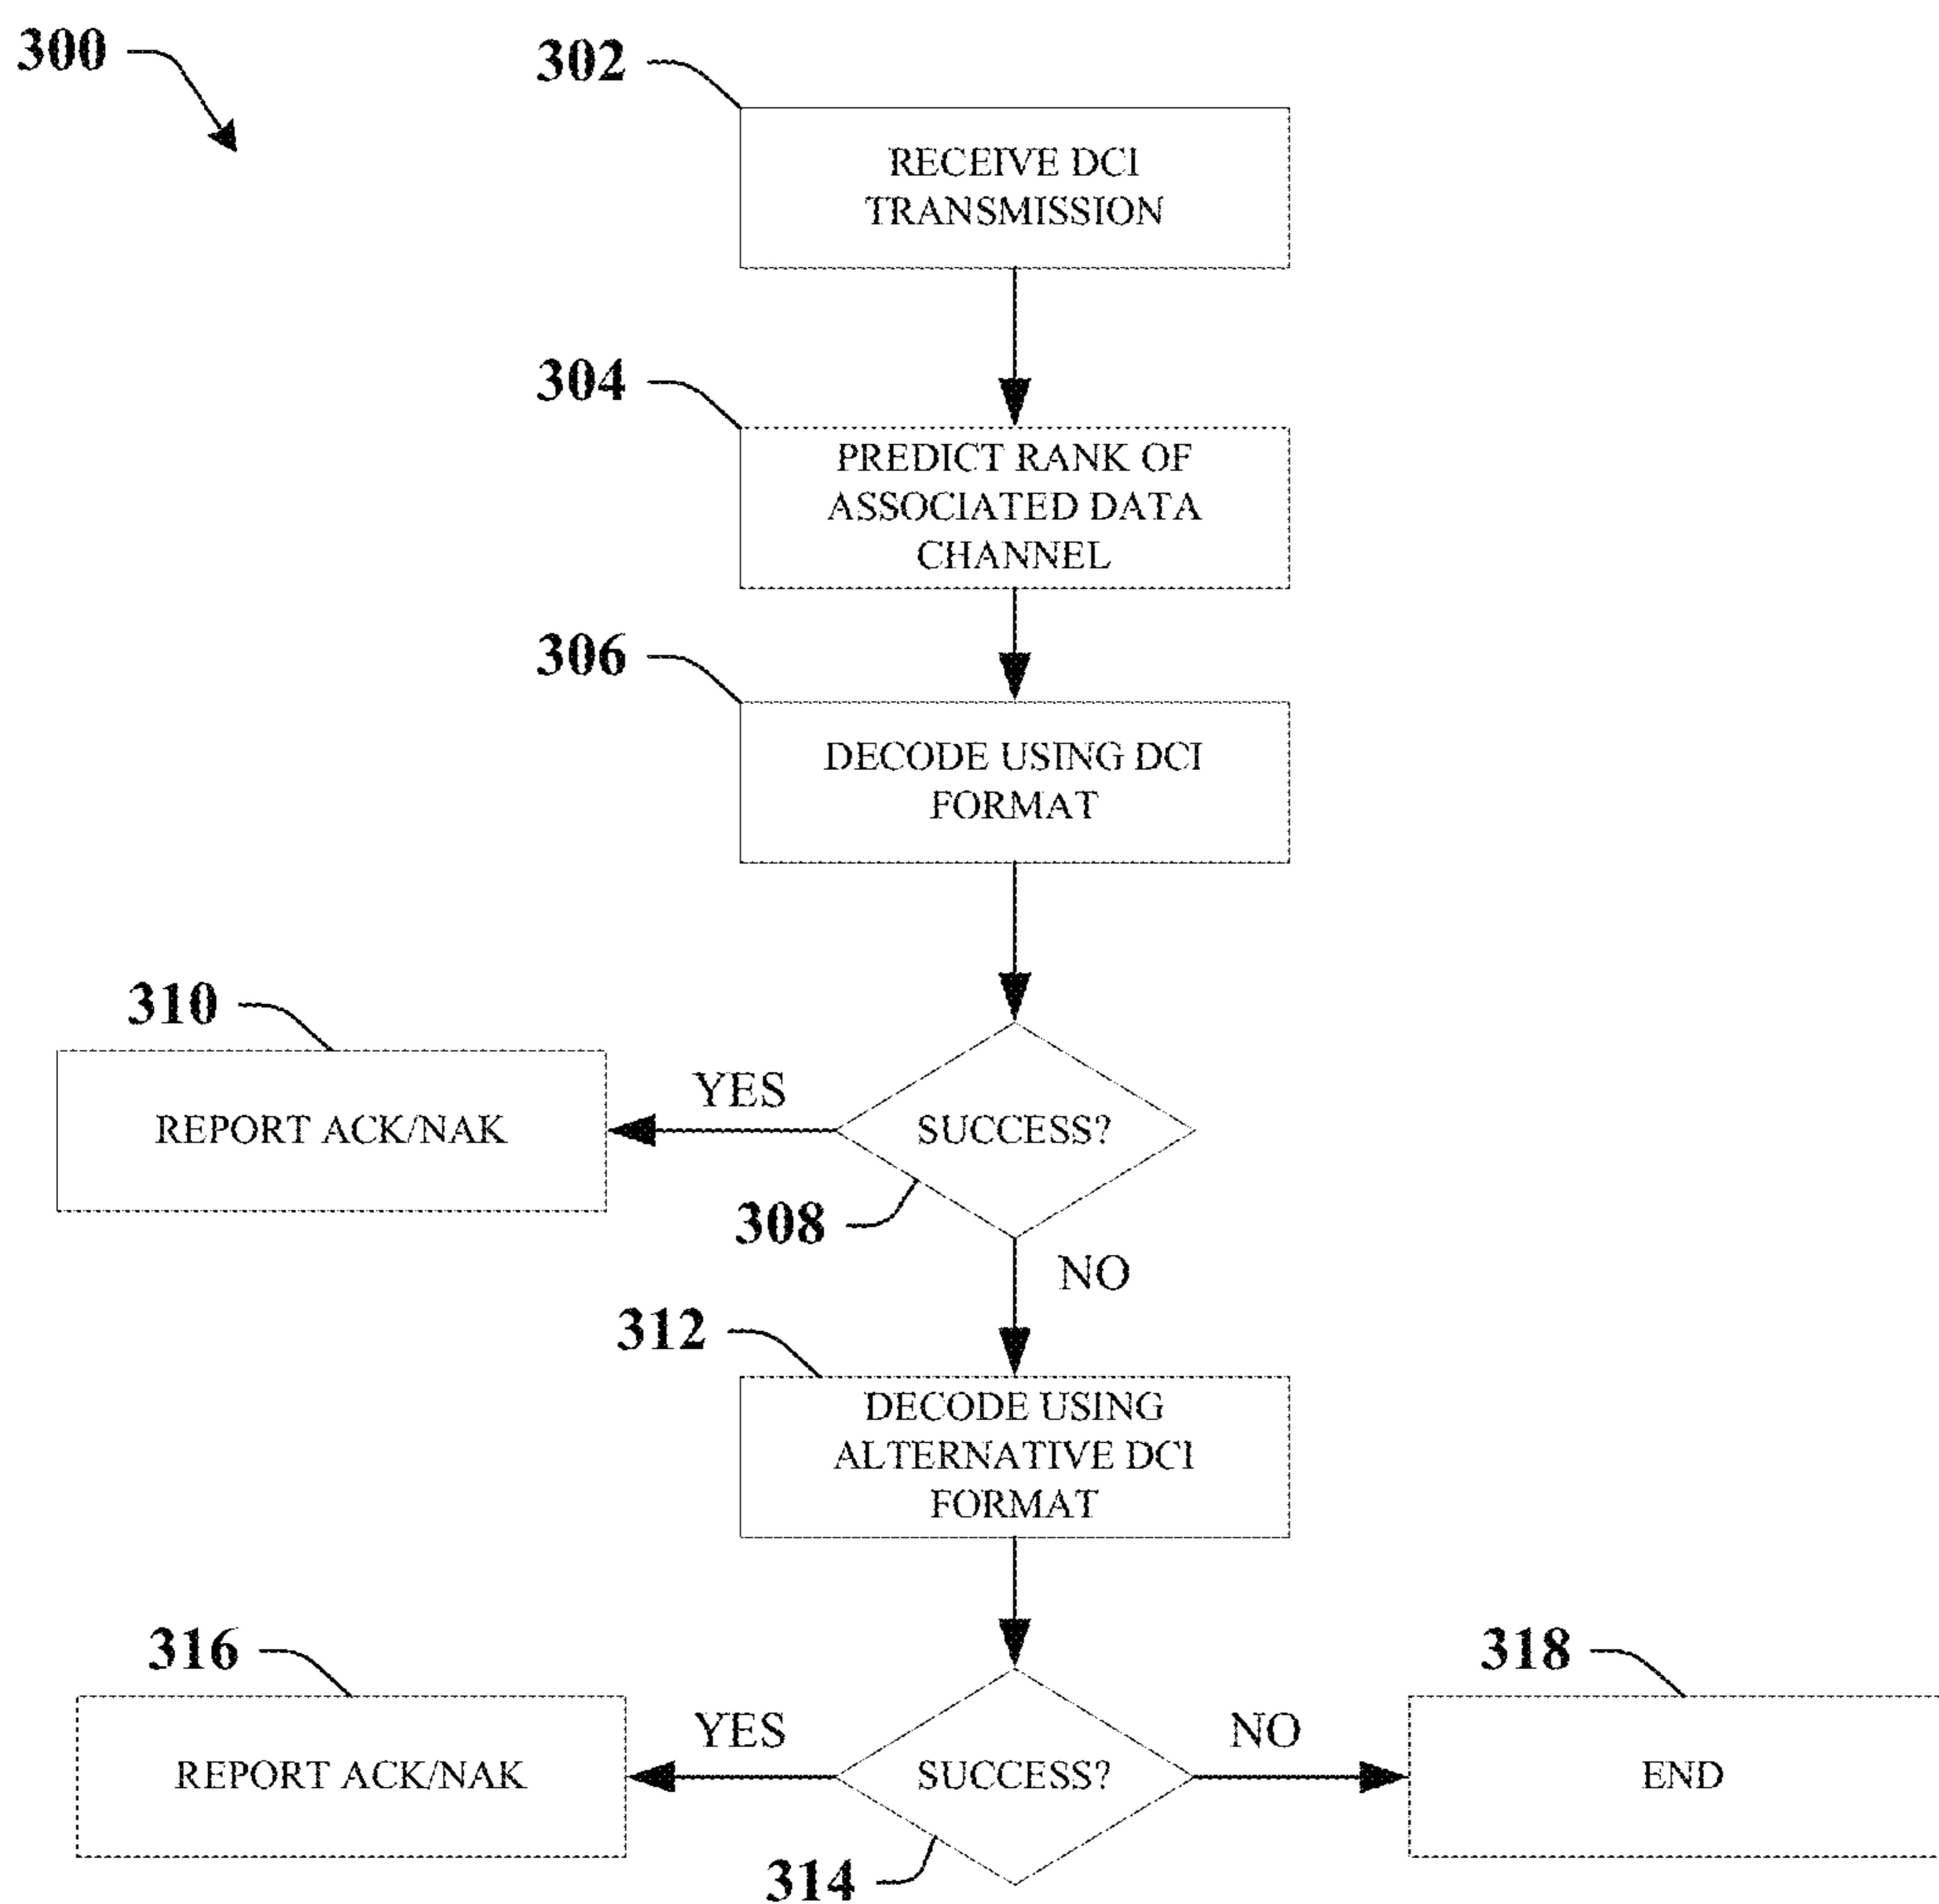 300
302
RECEIVE DCI
TRANSMISSION
304
PREDICT RANK OF
ASSOCIATED DATA
CHANNEL
306
DECODE USING DCI
FORMAT
310
REPORT ACK/NAK
YES
SUCCESS?
308
NO
312
DECODE USING
ALTERNATIVE DCI
FORMAT
316
REPORT ACK/NAK
YES
SUCCESS?
314
NO
318
END